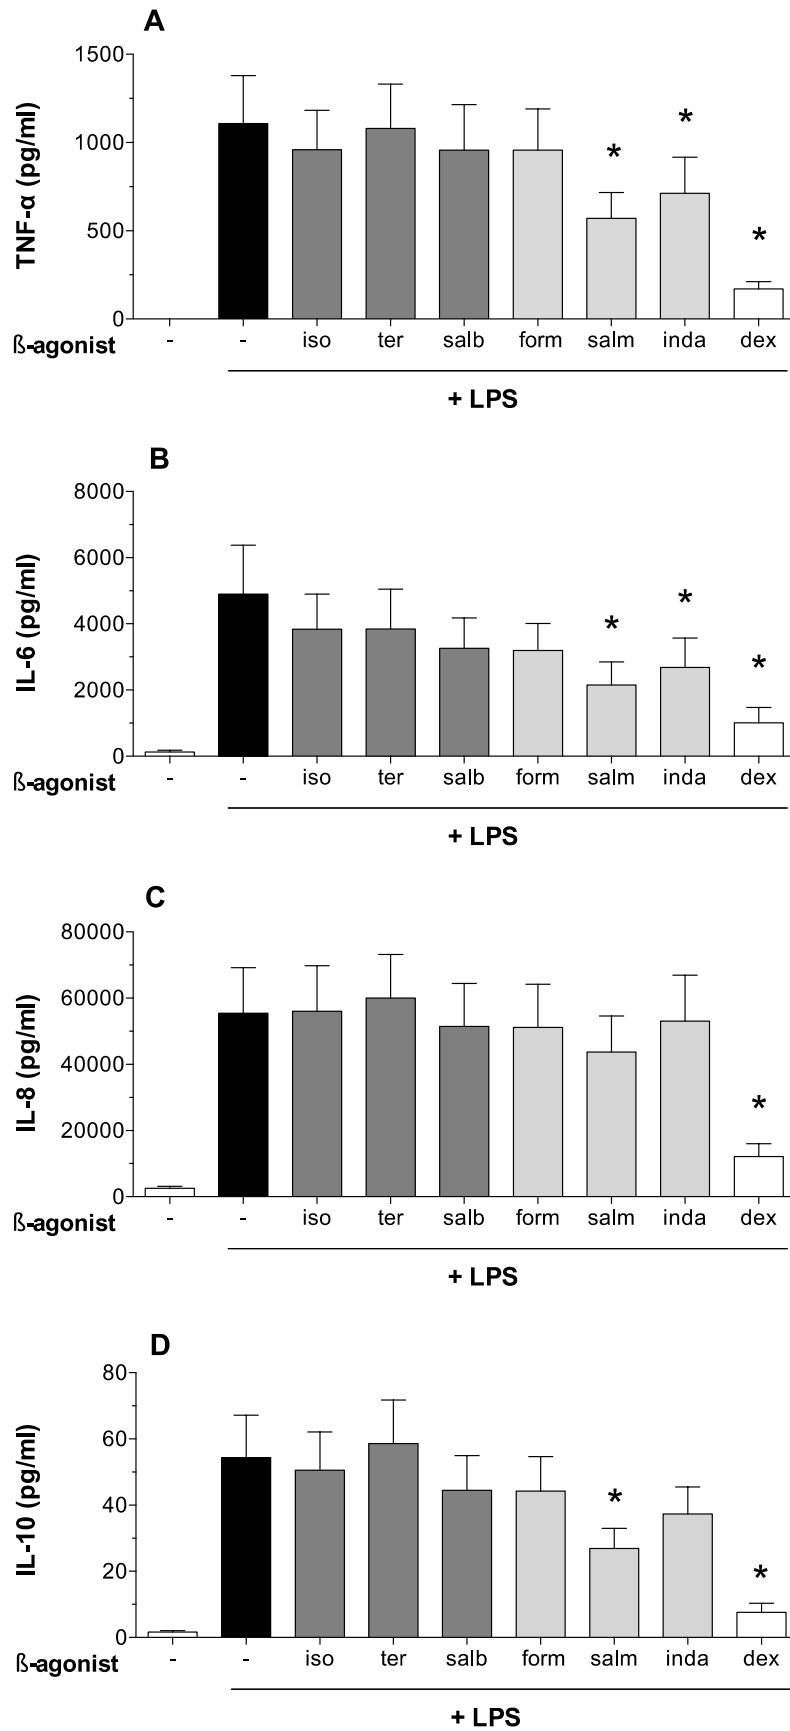 A
TNF-α (pg/ml)
1500
1000
500
0
ß-agonist - - iso ter salb form salm inda dex
* * *
+ LPS
B
IL-6 (pg/ml)
8000
6000
4000
2000
0
ß-agonist - - iso ter salb form salm inda dex
* * *
+ LPS
C
IL-8 (pg/ml)
80000
60000
40000
20000
0
ß-agonist - - iso ter salb form salm inda dex
*
+ LPS
D
IL-10 (pg/ml)
80
60
40
20
0
ß-agonist - - iso ter salb form salm inda dex
* *
+ LPS